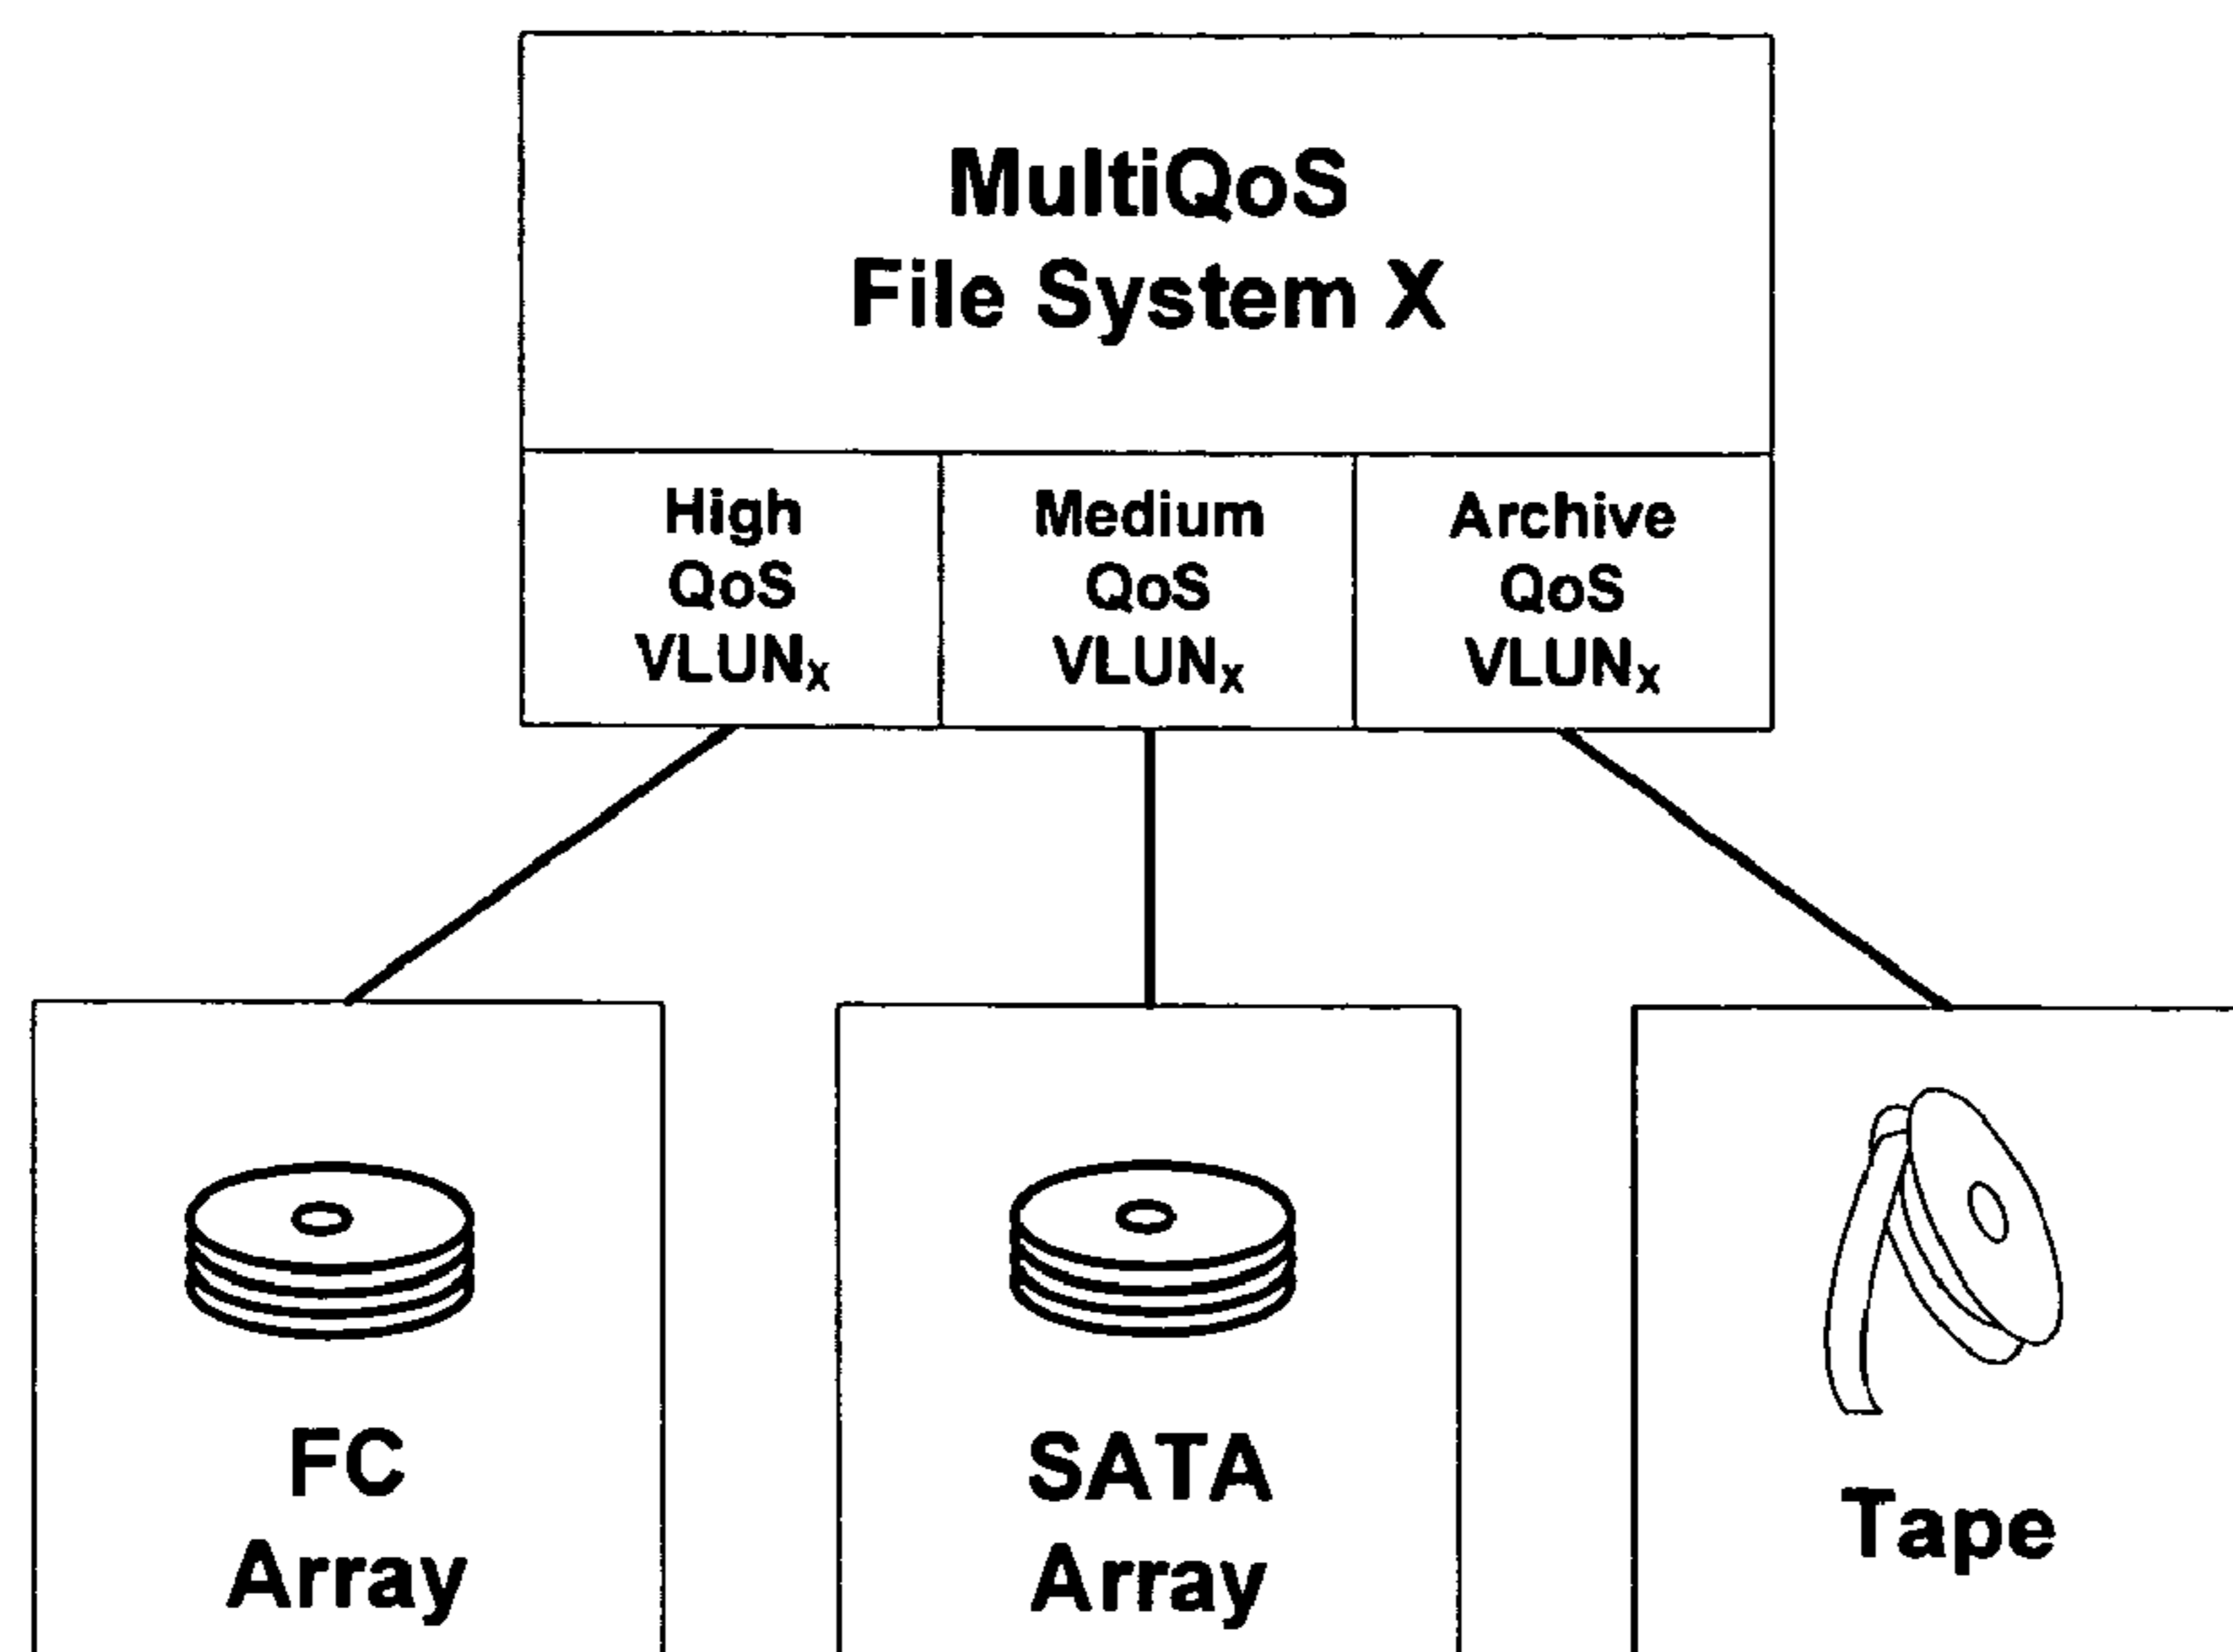 MultiQoS
File System X
High
QoS
VLUNX
Medium
QoS
VLUNX
Archive
QoS
VLUNX
FC
Array
SATA
Array
Tape